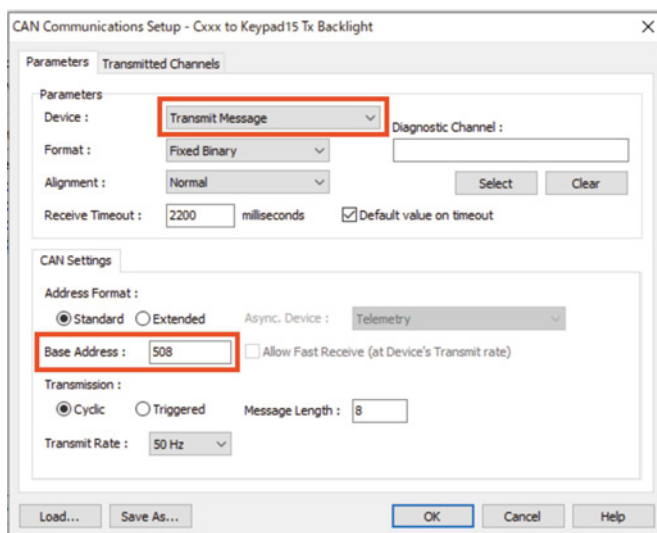 CAN Communications Setup - Cxxx to Keypad15 Tx Backlight
Parameters Transmitted Channels
Parameters
Device : Transmit Message
Diagnostic Channel :
Format : Fixed Binary
Alignment : Normal Select Clear
Receive Timeout : 2200 milliseconds Default value on timeout
CAN Settings
Address Format :
Standard Extended Async. Device : Telemetry
Base Address : 508 Allow Fast Receive (at Device's Transmit rate)
Transmission :
Cyclic Triggered Message Length : 8
Transmit Rate : 50 Hz
Load... Save As... OK Cancel Help